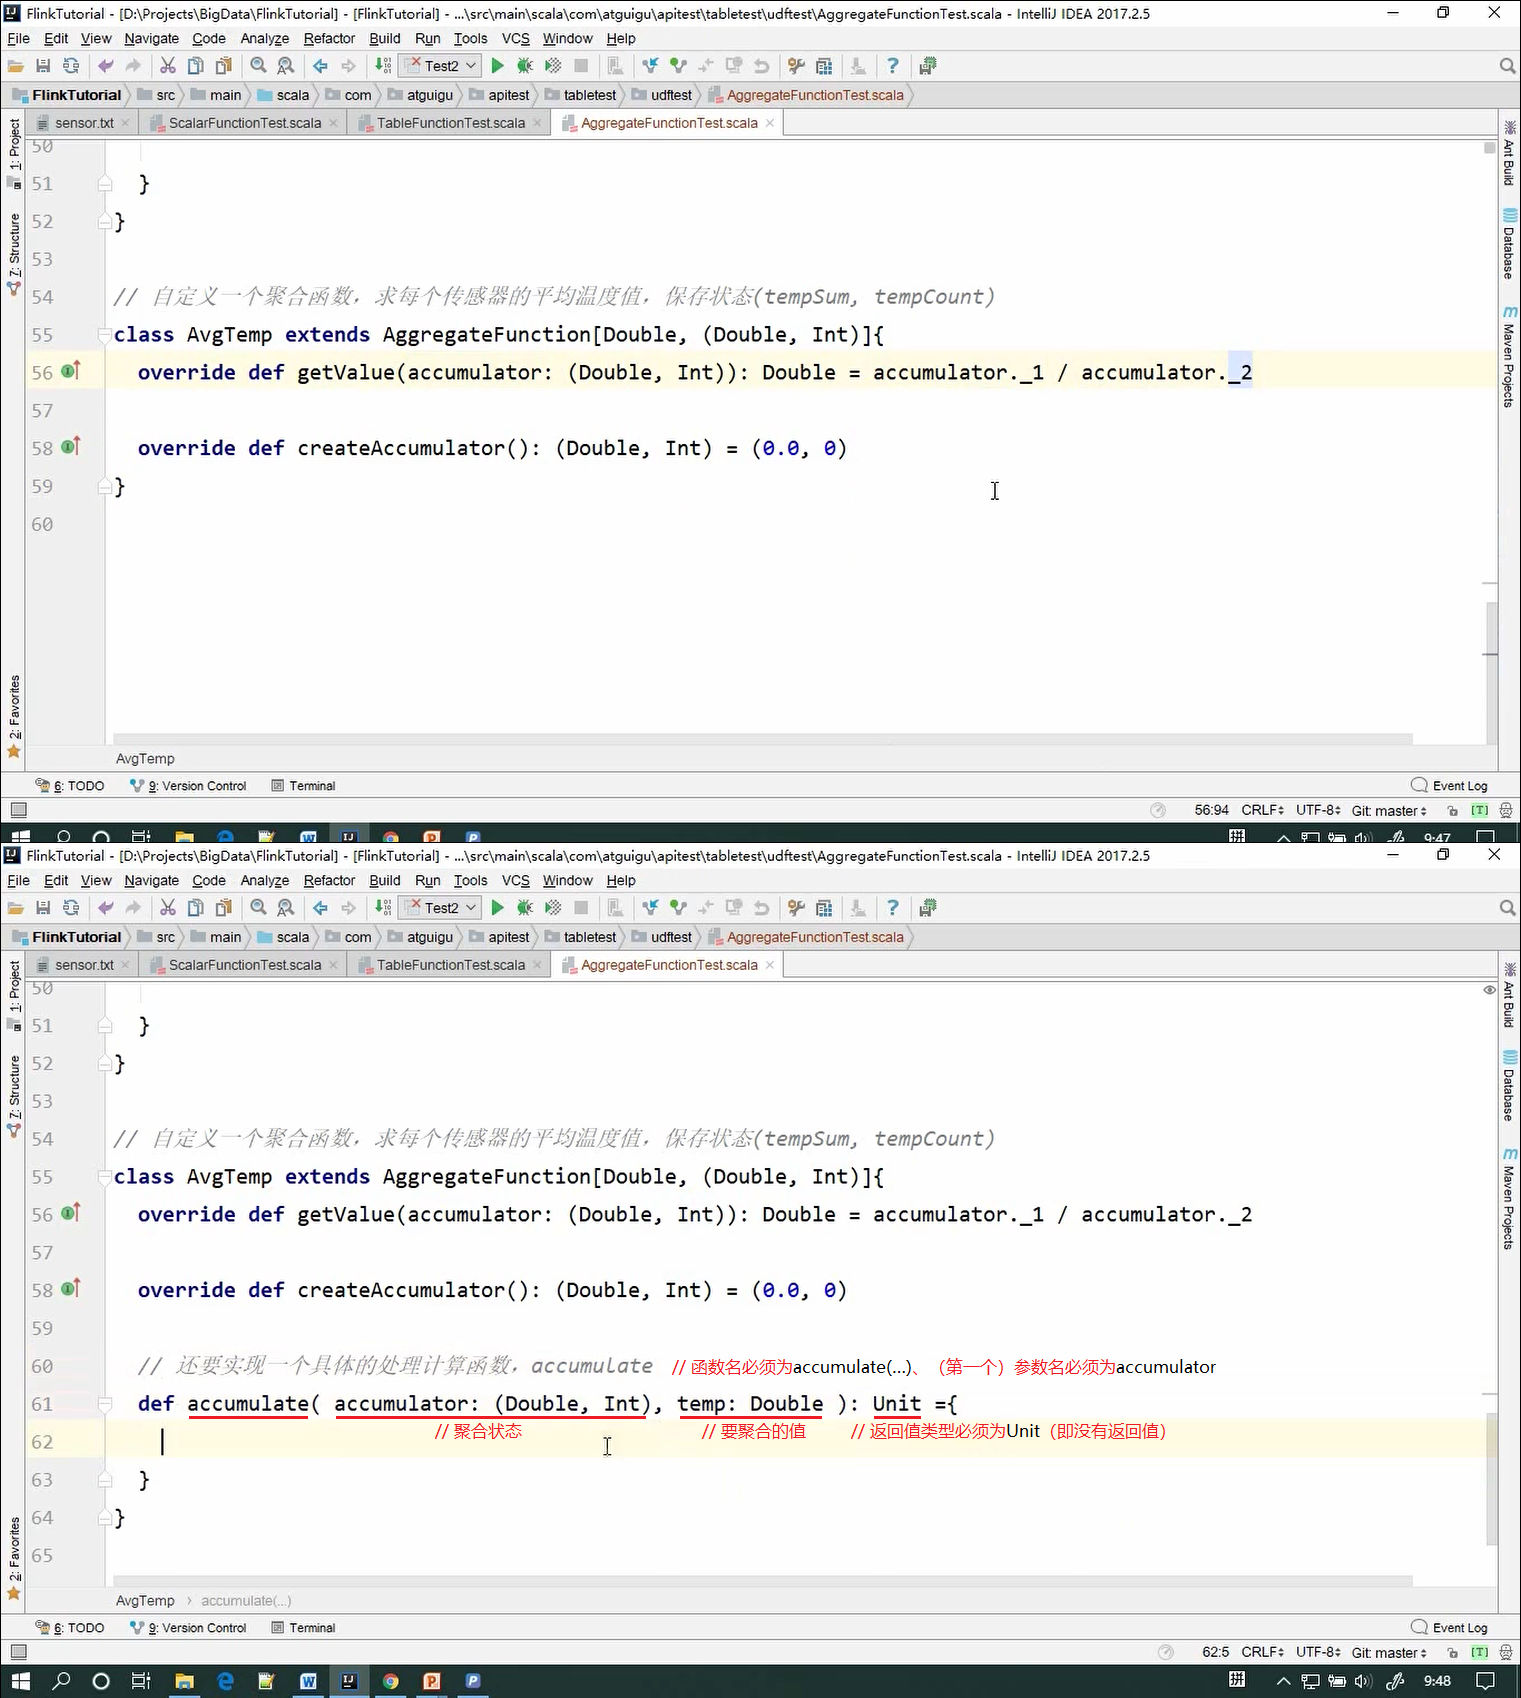 FlinkTutorial - [D:\Projects\BigData\FlinkTutorial] - [FlinkTutorial] - ...\src\main\scala\com\atguigu\apitest\tabletest\udftest\AggregateFunctionTest.scala - IntelliJ IDEA 2017.2.5
File Edit View Navigate Code Analyze Refactor Build Run Tools VCS Window Help
Test2
FlinkTutorial src main scala com atguigu apitest tabletest udftest AggregateFunctionTest.scala
sensor.txt ScalarFunctionTest.scala TableFunctionTest.scala AggregateFunctionTest.scala
1: Project
7: Structure
2: Favorites
Ant Build
Database
Maven Projects
50
51 }
52 }
53
54 // 自定义一个聚合函数，求每个传感器的平均温度值，保存状态(tempSum, tempCount)
55 class AvgTemp extends AggregateFunction[Double, (Double, Int)]{
56 override def getValue(accumulator: (Double, Int)): Double = accumulator._1 / accumulator._2
57
58 override def createAccumulator(): (Double, Int) = (0.0, 0)
59 }
60
AvgTemp
6: TODO 9: Version Control Terminal Event Log
56:94 CRLF UTF-8 Git: master [T]
拼 9:47
FlinkTutorial - [D:\Projects\BigData\FlinkTutorial] - [FlinkTutorial] - ...\src\main\scala\com\atguigu\apitest\tabletest\udftest\AggregateFunctionTest.scala - IntelliJ IDEA 2017.2.5
File Edit View Navigate Code Analyze Refactor Build Run Tools VCS Window Help
Test2
FlinkTutorial src main scala com atguigu apitest tabletest udftest AggregateFunctionTest.scala
sensor.txt ScalarFunctionTest.scala TableFunctionTest.scala AggregateFunctionTest.scala
1: Project
7: Structure
2: Favorites
Ant Build
Database
Maven Projects
50
51 }
52 }
53
54 // 自定义一个聚合函数，求每个传感器的平均温度值，保存状态(tempSum, tempCount)
55 class AvgTemp extends AggregateFunction[Double, (Double, Int)]{
56 override def getValue(accumulator: (Double, Int)): Double = accumulator._1 / accumulator._2
57
58 override def createAccumulator(): (Double, Int) = (0.0, 0)
59
60 // 还要实现一个具体的处理计算函数，accumulate // 函数名必须为accumulate(...)、（第一个）参数名必须为accumulator
61 def accumulate( accumulator: (Double, Int), temp: Double ): Unit ={
62 // 聚合状态 // 要聚合的值 // 返回值类型必须为Unit（即没有返回值）
63 }
64 }
65
AvgTemp › accumulate(...)
6: TODO 9: Version Control Terminal Event Log
62:5 CRLF UTF-8 Git: master [T]
拼 9:48